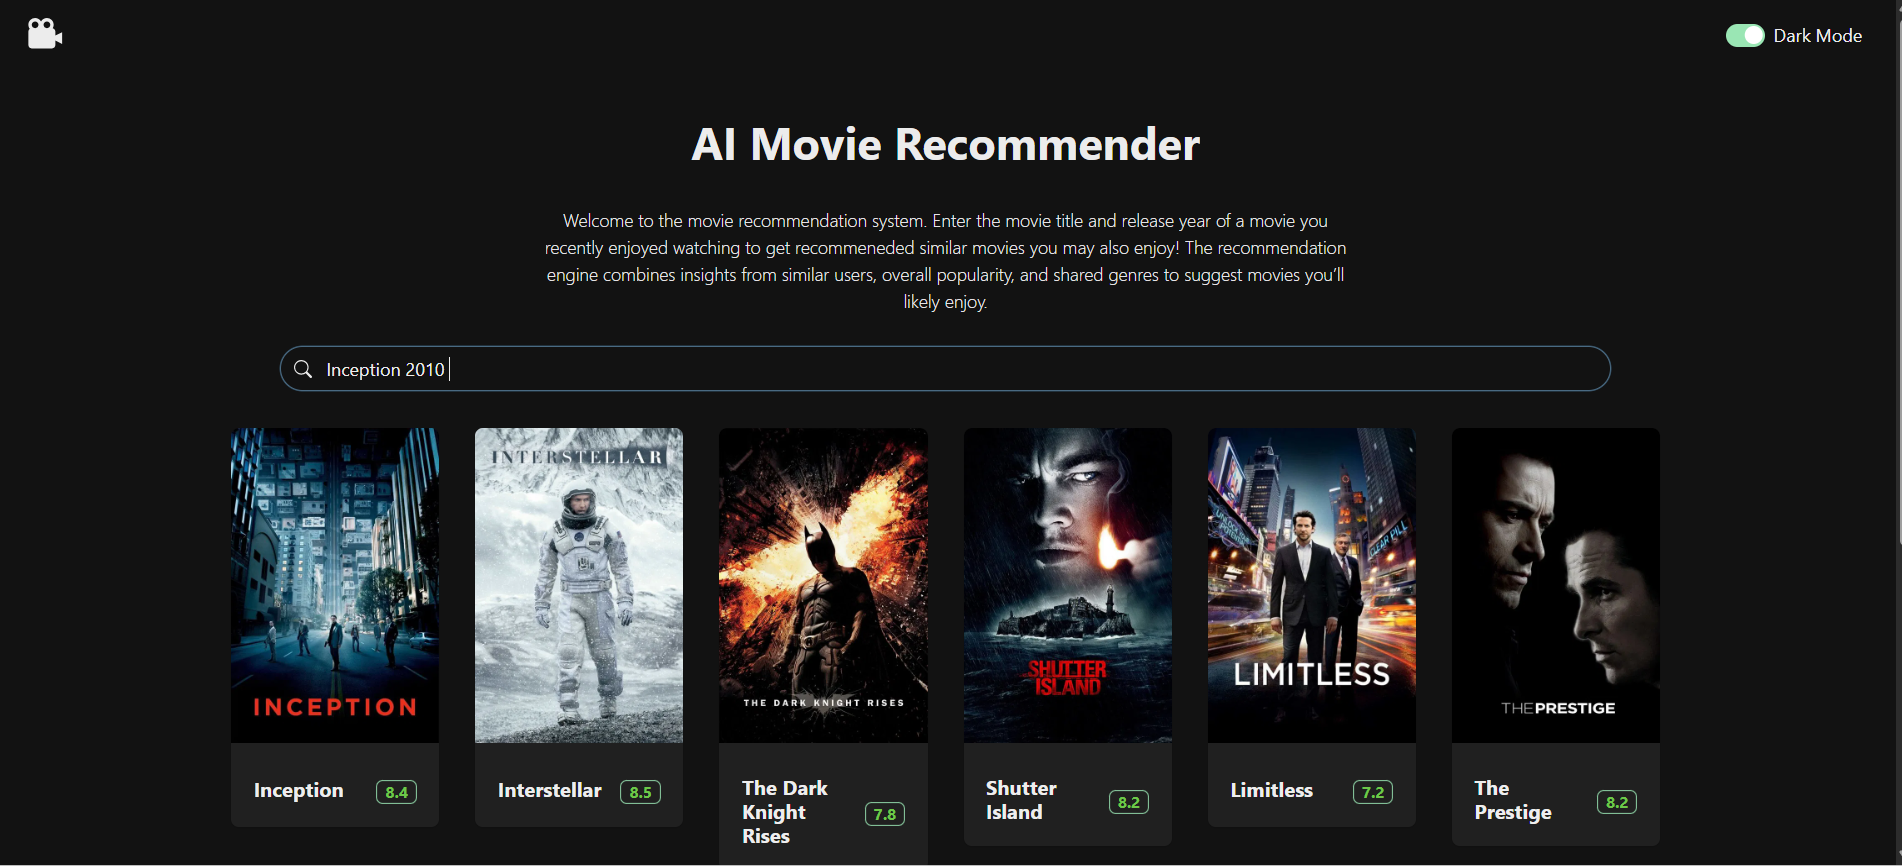 Dark Mode
AI Movie Recommender
Welcome to the movie recommendation system. Enter the movie title and release year of a movie you
recently enjoyed watching to get recommeneded similar movies you may also enjoy! The recommendation
engine combines insights from similar users, overall popularity, and shared genres to suggest movies you'll
likely enjoy.
Inception 2010
INCEPTION
INTERSTELLAR
THE DARK KNIGHT RISES
SHUTTER
ISLAND
CLEAR PILL
LIMITLESS
THE PRESTIGE
Inception 8.4
Interstellar 8.5
The Dark
Knight
Rises
7.8
Shutter
Island
8.2
Limitless 7.2
The
Prestige
8.2